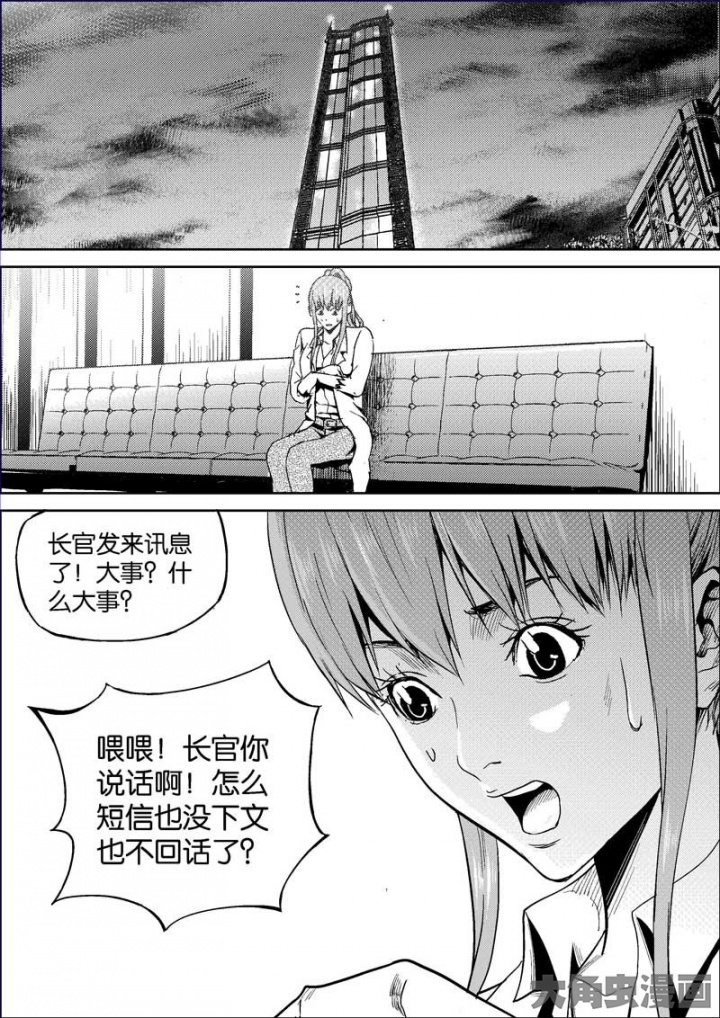 长官发来讯息
了！大事？什
么大事？
喂喂！长官你
说话啊！怎么
短信也没下文
也不回话了？
大角虫漫画